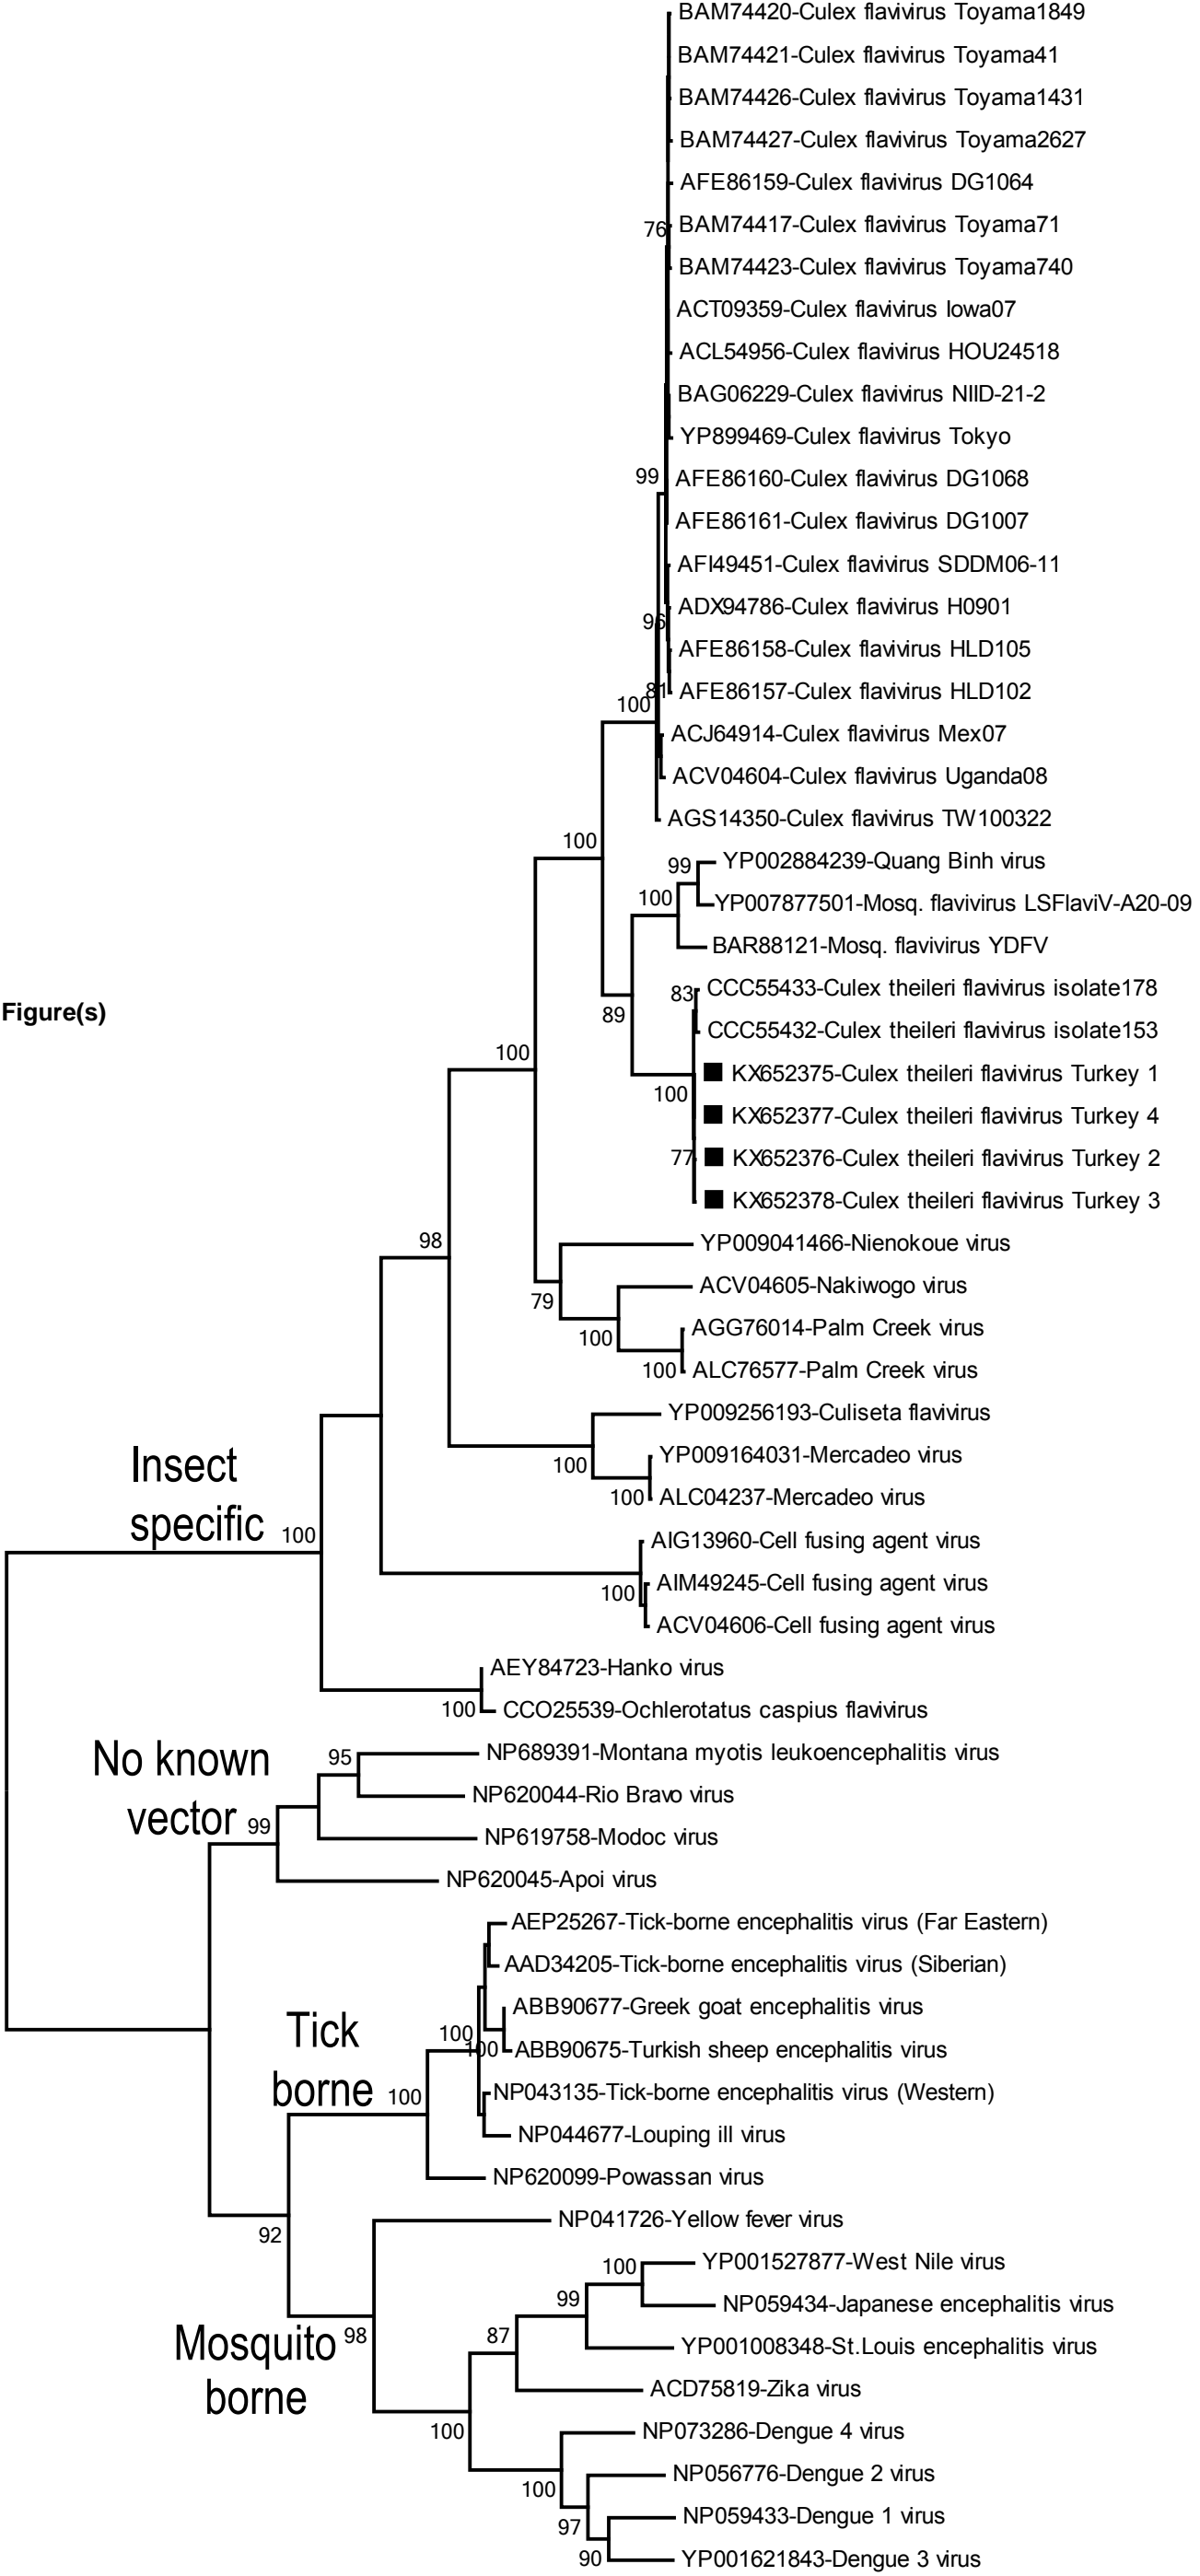 BAM74420-Culex flavivirus Toyama1849
BAM74421-Culex flavivirus Toyama41
BAM74426-Culex flavivirus Toyama1431
BAM74427-Culex flavivirus Toyama2627
AFE86159-Culex flavivirus DG1064
76
BAM74417-Culex flavivirus Toyama71
BAM74423-Culex flavivirus Toyama740
ACT09359-Culex flavivirus Iowa07
ACL54956-Culex flavivirus HOU24518
BAG06229-Culex flavivirus NIID-21-2
YP899469-Culex flavivirus Tokyo
99
AFE86160-Culex flavivirus DG1068
AFE86161-Culex flavivirus DG1007
AFI49451-Culex flavivirus SDDM06-11
ADX94786-Culex flavivirus H0901
96
AFE86158-Culex flavivirus HLD105
81
AFE86157-Culex flavivirus HLD102
100
ACJ64914-Culex flavivirus Mex07
ACV04604-Culex flavivirus Uganda08
AGS14350-Culex flavivirus TW100322
100
99
YP002884239-Quang Binh virus
100
YP007877501-Mosq. flavivirus LSFlaviV-A20-09
BAR88121-Mosq. flavivirus YDFV
83
CCC55433-Culex theileri flavivirus isolate178
Figure(s)
89
CCC55432-Culex theileri flavivirus isolate153
100
KX652375-Culex theileri flavivirus Turkey 1
100
KX652377-Culex theileri flavivirus Turkey 4
77
KX652376-Culex theileri flavivirus Turkey 2
KX652378-Culex theileri flavivirus Turkey 3
98
YP009041466-Nienokoue virus
ACV04605-Nakiwogo virus
79
AGG76014-Palm Creek virus
100
100
ALC76577-Palm Creek virus
YP009256193-Culiseta flavivirus
100
YP009164031-Mercadeo virus
100
ALC04237-Mercadeo virus
Insect
specific
100
AIG13960-Cell fusing agent virus
AIM49245-Cell fusing agent virus
100
ACV04606-Cell fusing agent virus
AEY84723-Hanko virus
100
CCO25539-Ochlerotatus caspius flavivirus
No known
vector
95
NP689391-Montana myotis leukoencephalitis virus
NP620044-Rio Bravo virus
99
NP619758-Modoc virus
NP620045-Apoi virus
AEP25267-Tick-borne encephalitis virus (Far Eastern)
AAD34205-Tick-borne encephalitis virus (Siberian)
ABB90677-Greek goat encephalitis virus
Tick
borne
100
100
ABB90675-Turkish sheep encephalitis virus
100
NP043135-Tick-borne encephalitis virus (Western)
NP044677-Louping ill virus
NP620099-Powassan virus
92
NP041726-Yellow fever virus
100
YP001527877-West Nile virus
99
NP059434-Japanese encephalitis virus
Mosquito
borne
98
87
YP001008348-St.Louis encephalitis virus
ACD75819-Zika virus
100
NP073286-Dengue 4 virus
100
NP056776-Dengue 2 virus
97
NP059433-Dengue 1 virus
90
YP001621843-Dengue 3 virus